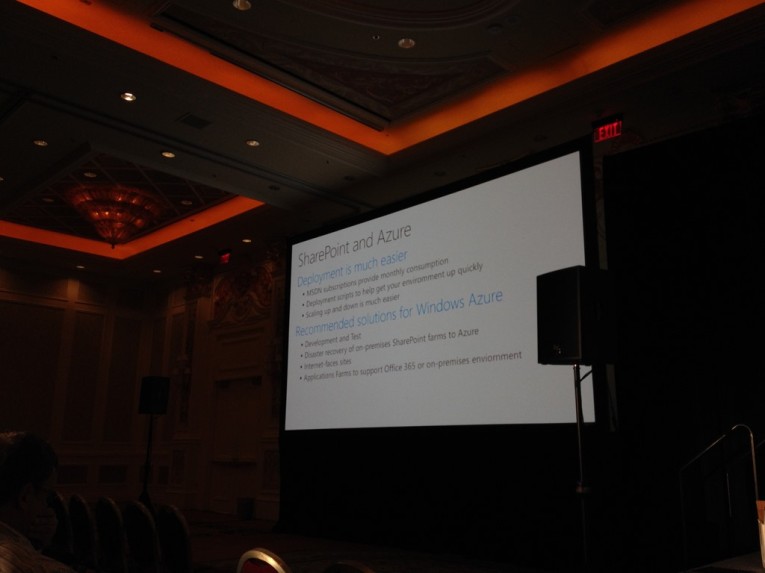 EXIT
SharePoint and Azure
Deployment is much easier
• MSDN subscriptions provide monthly consumption
• Deployment scripts to help get your environment up quickly
• Scaling up and down is much easier
Recommended solutions for Windows Azure
• Development and Test
• Disaster recovery of on-premises SharePoint farms to Azure
• Internet-faces sites
• Applications Farms to support Office 365 or on-premises enviornment